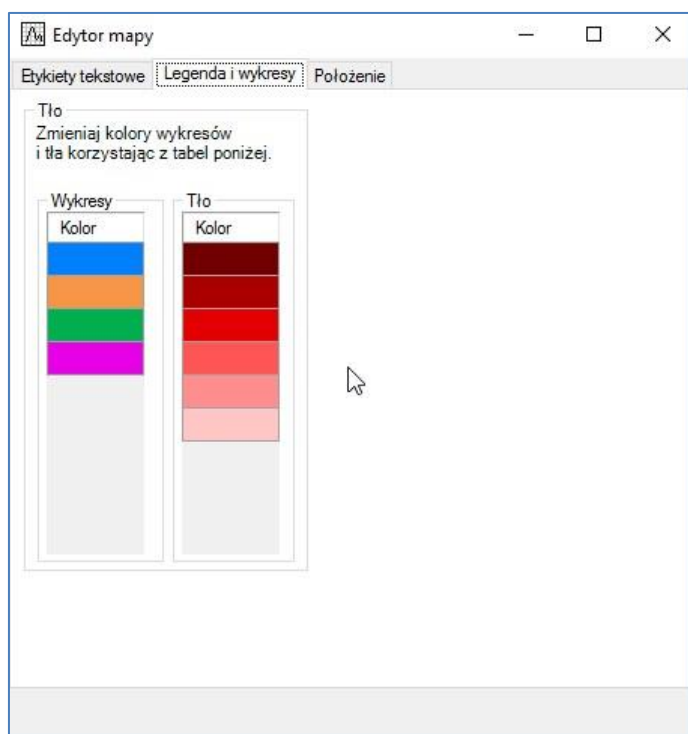 Edytor mapy
Etykiety tekstowe
Legenda i wykresy
Położenie
Tło
Zmieniaj kolory wykresów
i tła korzystając z tabel poniżej.
Wykresy
Kolor
Tło
Kolor